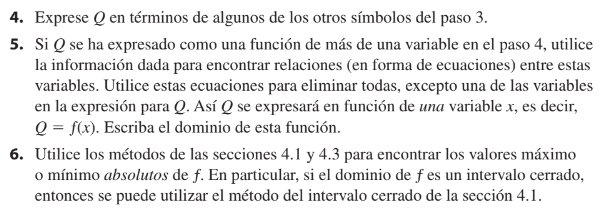 4. Exprese Q en términos de algunos de los otros símbolos del paso 3.
5. Si Q se ha expresado como una función de más de una variable en el paso 4, utilice
la información dada para encontrar relaciones (en forma de ecuaciones) entre estas
variables. Utilice estas ecuaciones para eliminar todas, excepto una de las variables
en la expresión para Q. Así Q se expresará en función de una variable x, es decir,
Q = f(x). Escriba el dominio de esta función.
6. Utilice los métodos de las secciones 4.1 y 4.3 para encontrar los valores máximo
o mínimo absolutos de f. En particular, si el dominio de f es un intervalo cerrado,
entonces se puede utilizar el método del intervalo cerrado de la sección 4.1.